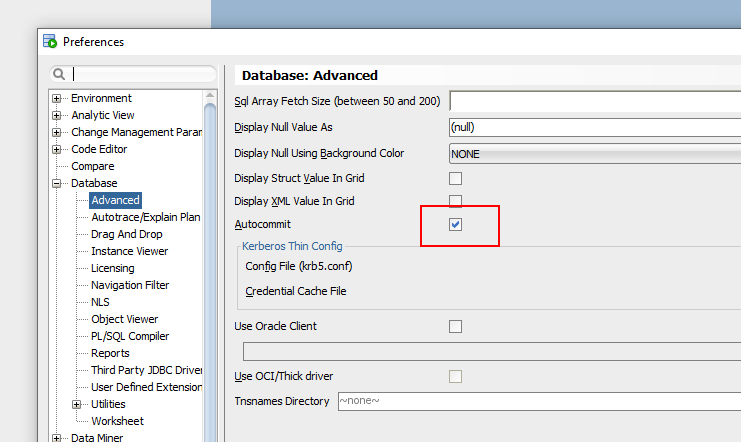 Preferences
Environment
Analytic View
Change Management Param
Code Editor
Compare
Database
Advanced
Autotrace/Explain Plan
Drag And Drop
Instance Viewer
Licensing
Navigation Filter
NLS
Object Viewer
PL/SQL Compiler
Reports
Third Party JDBC Driver
User Defined Extension
Utilities
Worksheet
Data Miner
Database: Advanced
Sql Array Fetch Size (between 50 and 200)
Display Null Value As
(null)
Display Null Using Background Color
NONE
Display Struct Value In Grid
Display XML Value In Grid
Autocommit
Kerberos Thin Config
Config File (krb5.conf)
Credential Cache File
Use Oracle Client
Use OCI/Thick driver
Tnsnames Directory
~none~